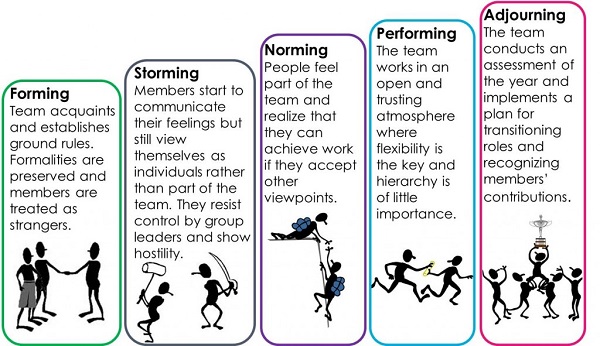 Forming
Team acquaints
and establishes
ground rules.
Formalities are
preserved and
members are
treated as
strangers.
Storming
Members start to
communicate
their feelings but
still view
themselves as
individuals rather
than part of the
team. They resist
control by group
leaders and show
hostility.
Norming
People feel
part of the
team and
realize that
they can
achieve work
if they accept
other
viewpoints.
Performing
The team
works in an
open and
trusting
atmosphere
where
flexibility is
the key and
hierarchy is
of little
importance.
Adjourning
The team
conducts an
assessment of
the year and
implements a
plan for
transitioning
roles and
recognizing
members'
contributions.